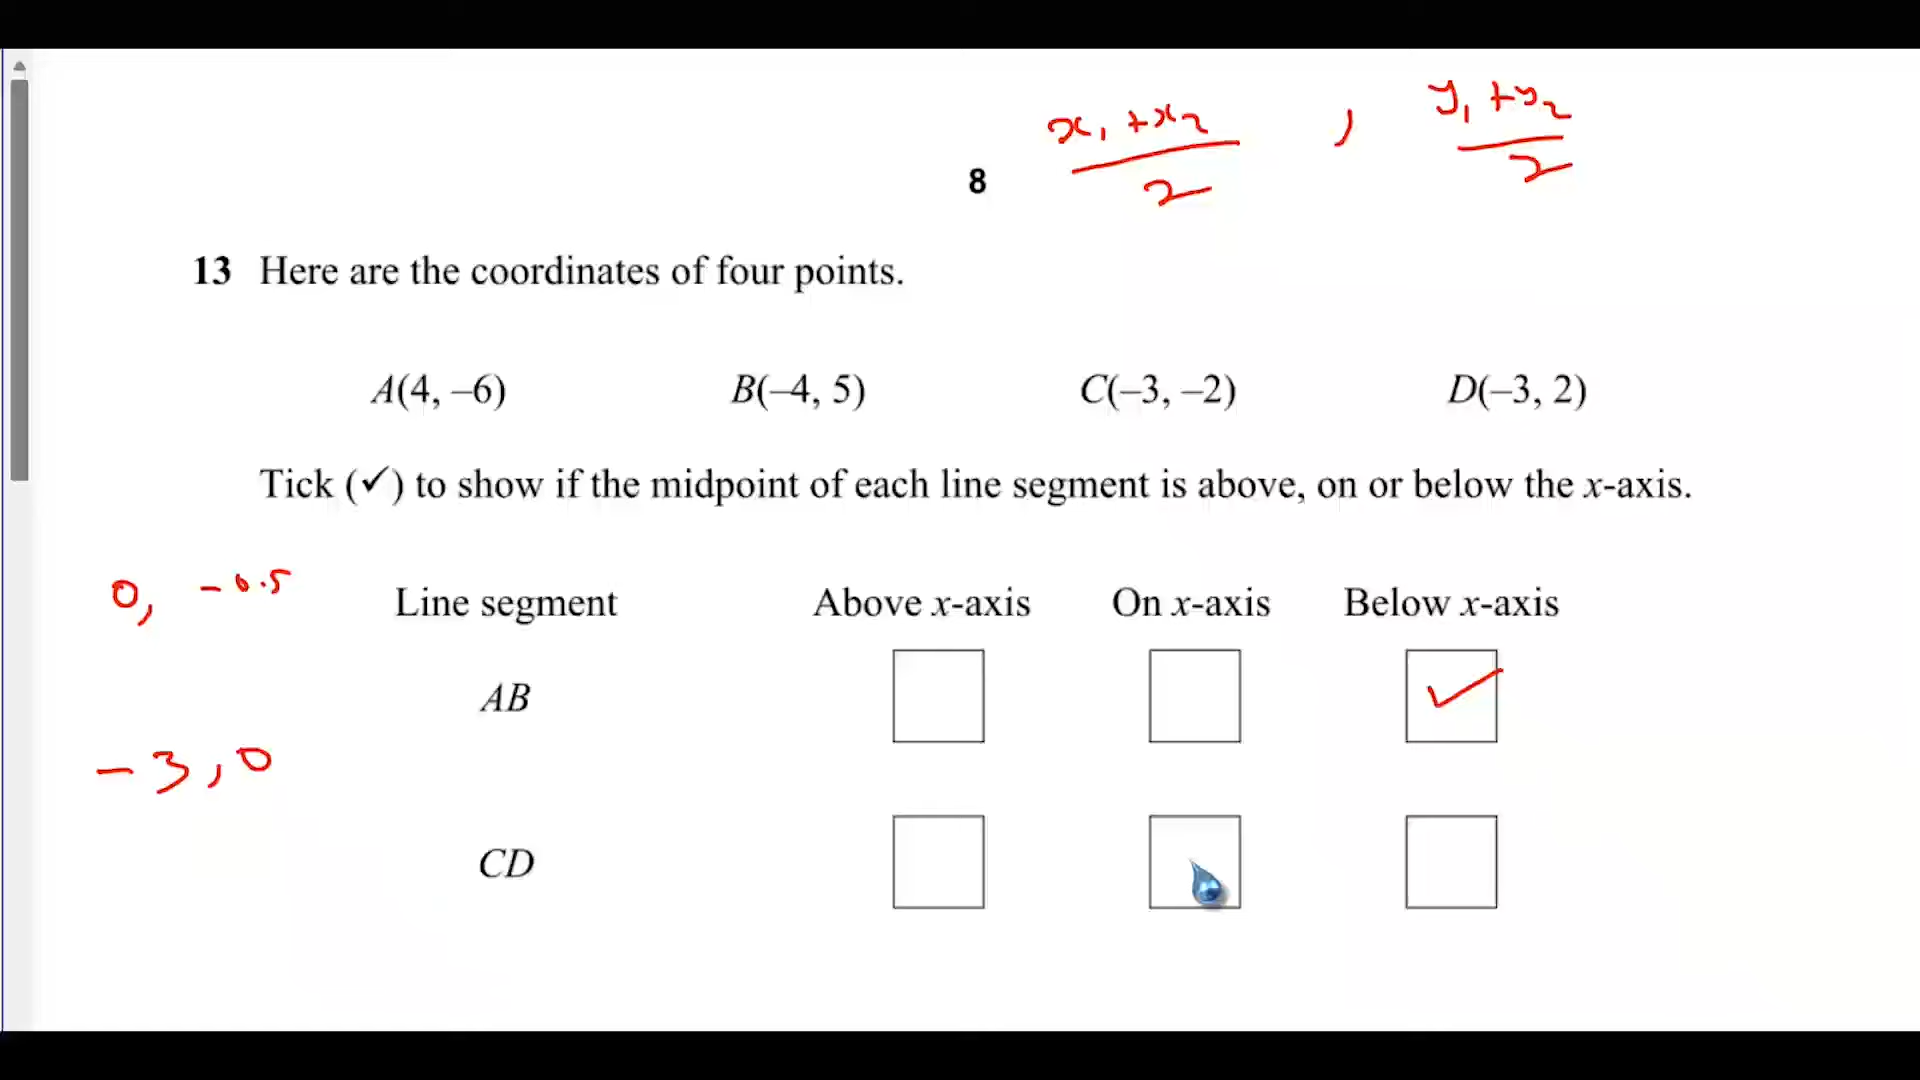 x₁ + x₂ / 2 , y₁ + y₂ / 2
8
13 Here are the coordinates of four points.
A(4, –6) B(–4, 5) C(–3, –2) D(–3, 2)
Tick (✓) to show if the midpoint of each line segment is above, on or below the x-axis.
0, -0.5
Line segment Above x-axis On x-axis Below x-axis
AB ✓
-3, 0
CD